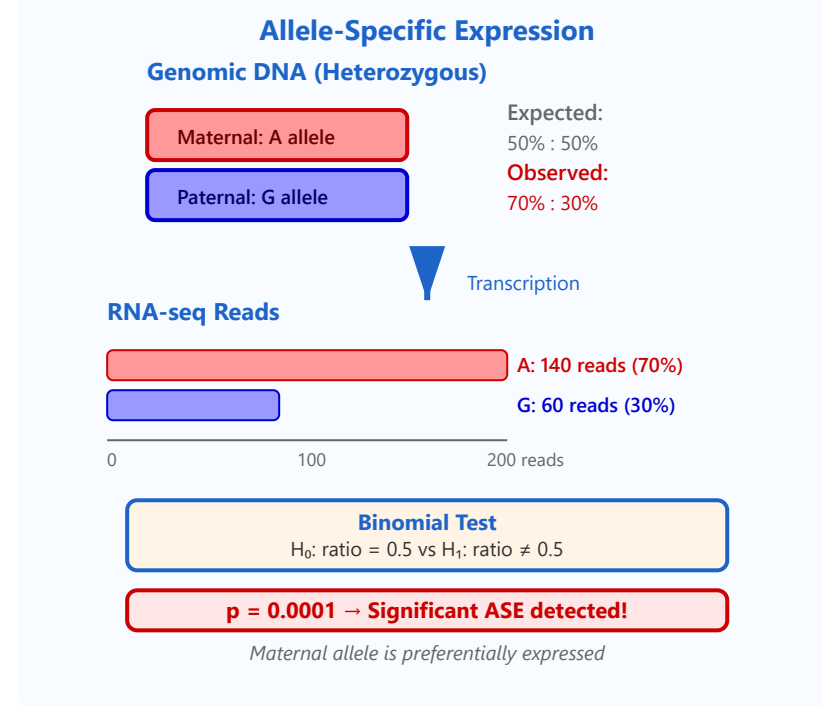 Allele-Specific Expression
Genomic DNA (Heterozygous)
Maternal: A allele
Paternal: G allele
Expected:
50% : 50%
Observed:
70% : 30%
Transcription
RNA-seq Reads
A: 140 reads (70%)
G: 60 reads (30%)
0 100 200 reads
Binomial Test
H₀: ratio = 0.5 vs H₁: ratio ≠ 0.5
p = 0.0001 → Significant ASE detected!
Maternal allele is preferentially expressed